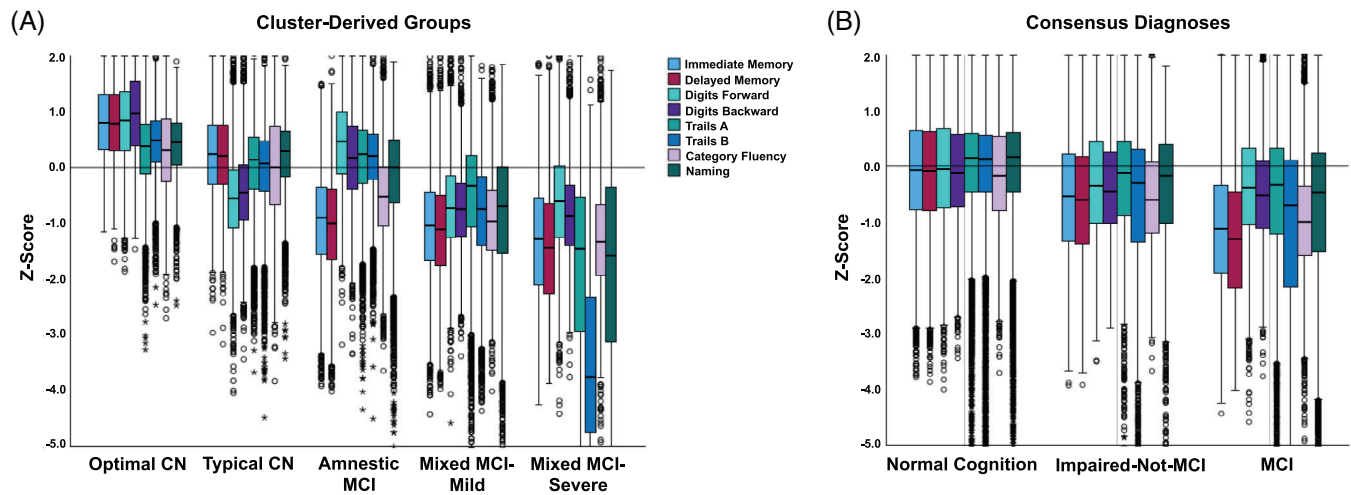 (A)
Cluster-Derived Groups
Z-Score
2.0
1.0
0.0
-1.0
-2.0
-3.0
-4.0
-5.0
Optimal CN
Typical CN
Amnestic
MCI
Mixed MCI-
Mild
Mixed MCI-
Severe
Immediate Memory
Delayed Memory
Digits Forward
Digits Backward
Trails A
Trails B
Category Fluency
Naming
(B)
Consensus Diagnoses
Z-Score
2.0
1.0
0.0
-1.0
-2.0
-3.0
-4.0
-5.0
Normal Cognition
Impaired-Not-MCI
MCI